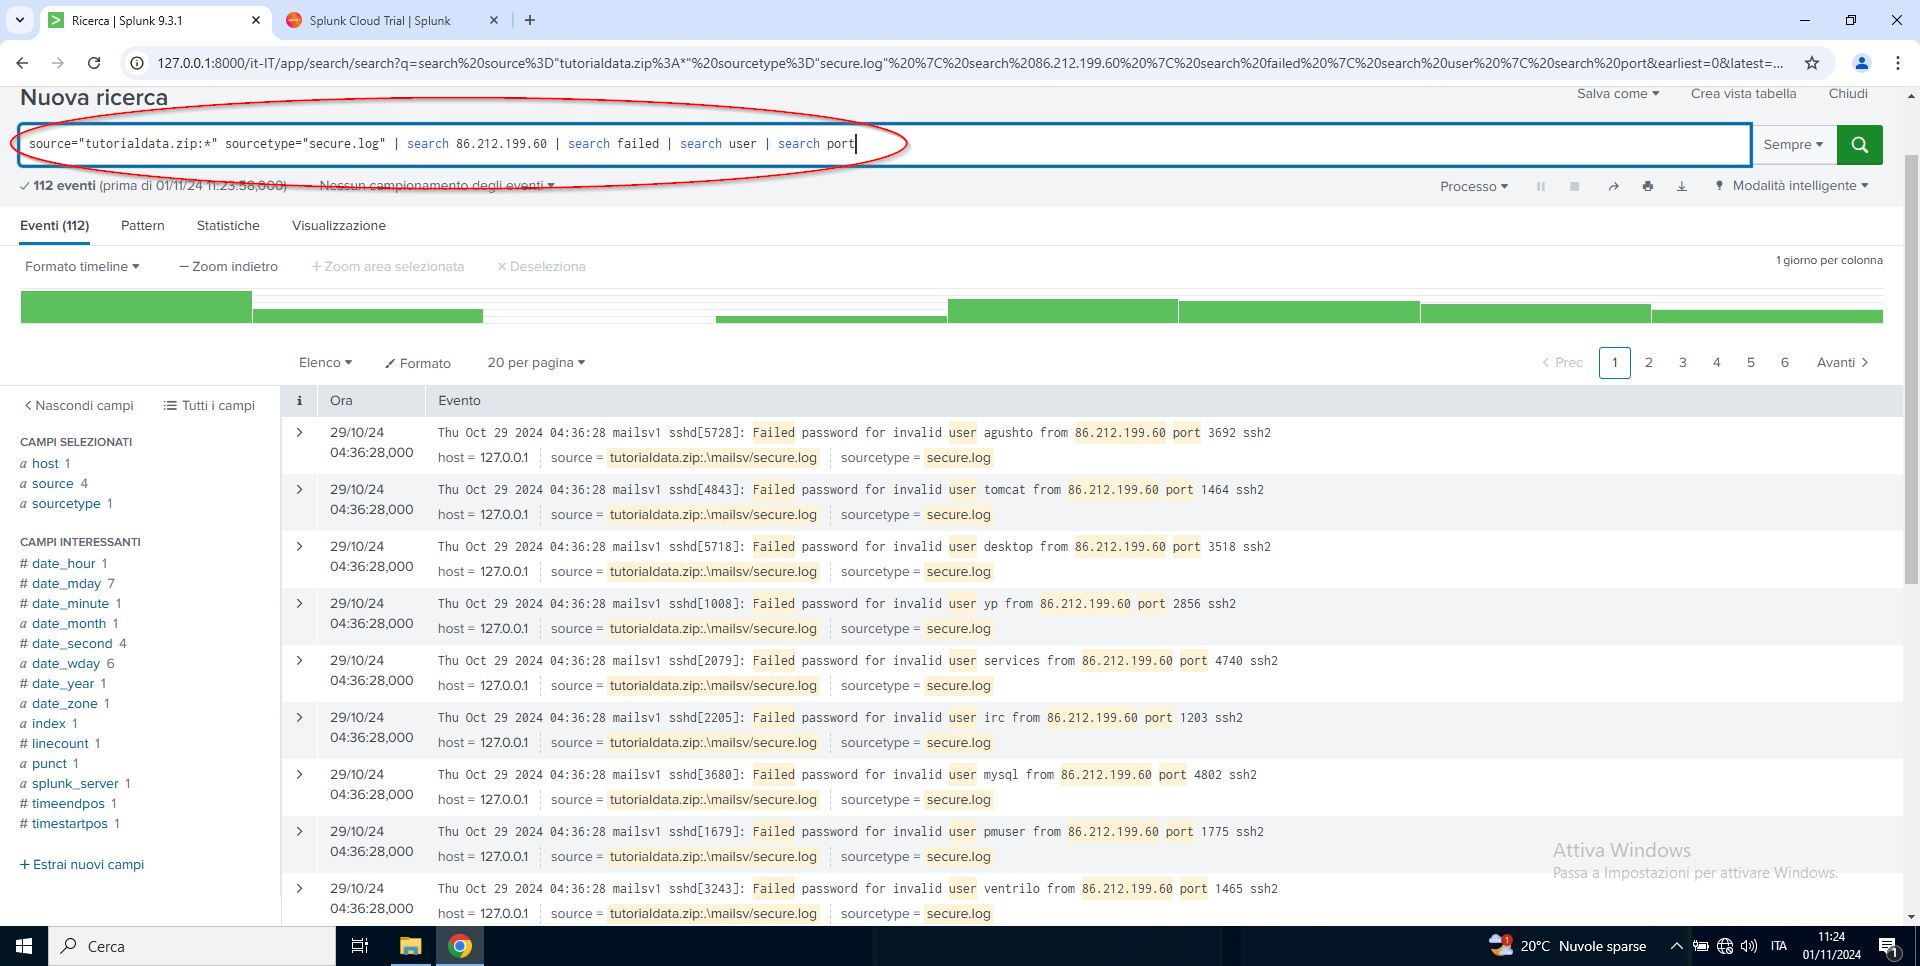 Ricerca | Splunk 9.3.1
Splunk Cloud Trial | Splunk
127.0.0.1:8000/it-IT/app/search/search?q=search%20source%3D"tutorialdata.zip%3A*"%20sourcetype%3D"secure.log"%20%7C%20search%2086.212.199.60%20%7C%20search%20failed%20%7C%20search%20user%20%7C%20search%20port&earliest=0&latest=...
Nuova ricerca
Salva come
Crea vista tabella
Chiudi
source="tutorialdata.zip:*" sourcetype="secure.log" | search 86.212.199.60 | search failed | search user | search port
Sempre
112 eventi (prima di 01/11/24 11:23:58,000)
Nessun campionamento degli eventi
Processo
Modalità intelligente
Eventi (112)
Pattern
Statistiche
Visualizzazione
Formato timeline
— Zoom indietro
+ Zoom area selezionata
× Deseleziona
1 giorno per colonna
Elenco
Formato
20 per pagina
< Prec 1 2 3 4 5 6 Avanti >
< Nascondi campi
Tutti i campi
CAMPI SELEZIONATI
a host 1
a source 4
a sourcetype 1
CAMPI INTERESSANTI
# date_hour 1
# date_mday 7
# date_minute 1
a date_month 1
# date_second 4
a date_wday 6
# date_year 1
a date_zone 1
a index 1
# linecount 1
a punct 1
a splunk_server 1
# timeendpos 1
# timestartpos 1
+ Estrai nuovi campi
i Ora Evento
29/10/24
04:36:28,000
Thu Oct 29 2024 04:36:28 mailsv1 sshd[5728]: Failed password for invalid user agushto from 86.212.199.60 port 3692 ssh2
host = 127.0.0.1 source = tutorialdata.zip:.\mailsv/secure.log sourcetype = secure.log
29/10/24
04:36:28,000
Thu Oct 29 2024 04:36:28 mailsv1 sshd[4843]: Failed password for invalid user tomcat from 86.212.199.60 port 1464 ssh2
host = 127.0.0.1 source = tutorialdata.zip:.\mailsv/secure.log sourcetype = secure.log
29/10/24
04:36:28,000
Thu Oct 29 2024 04:36:28 mailsv1 sshd[5718]: Failed password for invalid user desktop from 86.212.199.60 port 3518 ssh2
host = 127.0.0.1 source = tutorialdata.zip:.\mailsv/secure.log sourcetype = secure.log
29/10/24
04:36:28,000
Thu Oct 29 2024 04:36:28 mailsv1 sshd[1008]: Failed password for invalid user yp from 86.212.199.60 port 2856 ssh2
host = 127.0.0.1 source = tutorialdata.zip:.\mailsv/secure.log sourcetype = secure.log
29/10/24
04:36:28,000
Thu Oct 29 2024 04:36:28 mailsv1 sshd[2079]: Failed password for invalid user services from 86.212.199.60 port 4740 ssh2
host = 127.0.0.1 source = tutorialdata.zip:.\mailsv/secure.log sourcetype = secure.log
29/10/24
04:36:28,000
Thu Oct 29 2024 04:36:28 mailsv1 sshd[2205]: Failed password for invalid user irc from 86.212.199.60 port 1203 ssh2
host = 127.0.0.1 source = tutorialdata.zip:.\mailsv/secure.log sourcetype = secure.log
29/10/24
04:36:28,000
Thu Oct 29 2024 04:36:28 mailsv1 sshd[3680]: Failed password for invalid user mysql from 86.212.199.60 port 4802 ssh2
host = 127.0.0.1 source = tutorialdata.zip:.\mailsv/secure.log sourcetype = secure.log
29/10/24
04:36:28,000
Thu Oct 29 2024 04:36:28 mailsv1 sshd[1679]: Failed password for invalid user pmuser from 86.212.199.60 port 1775 ssh2
host = 127.0.0.1 source = tutorialdata.zip:.\mailsv/secure.log sourcetype = secure.log
29/10/24
04:36:28,000
Thu Oct 29 2024 04:36:28 mailsv1 sshd[3243]: Failed password for invalid user ventrilo from 86.212.199.60 port 1465 ssh2
host = 127.0.0.1 source = tutorialdata.zip:.\mailsv/secure.log sourcetype = secure.log
Attiva Windows
Passa a Impostazioni per attivare Windows.
Cerca
1
20°C Nuvole sparse
ITA
11:24
01/11/2024
1